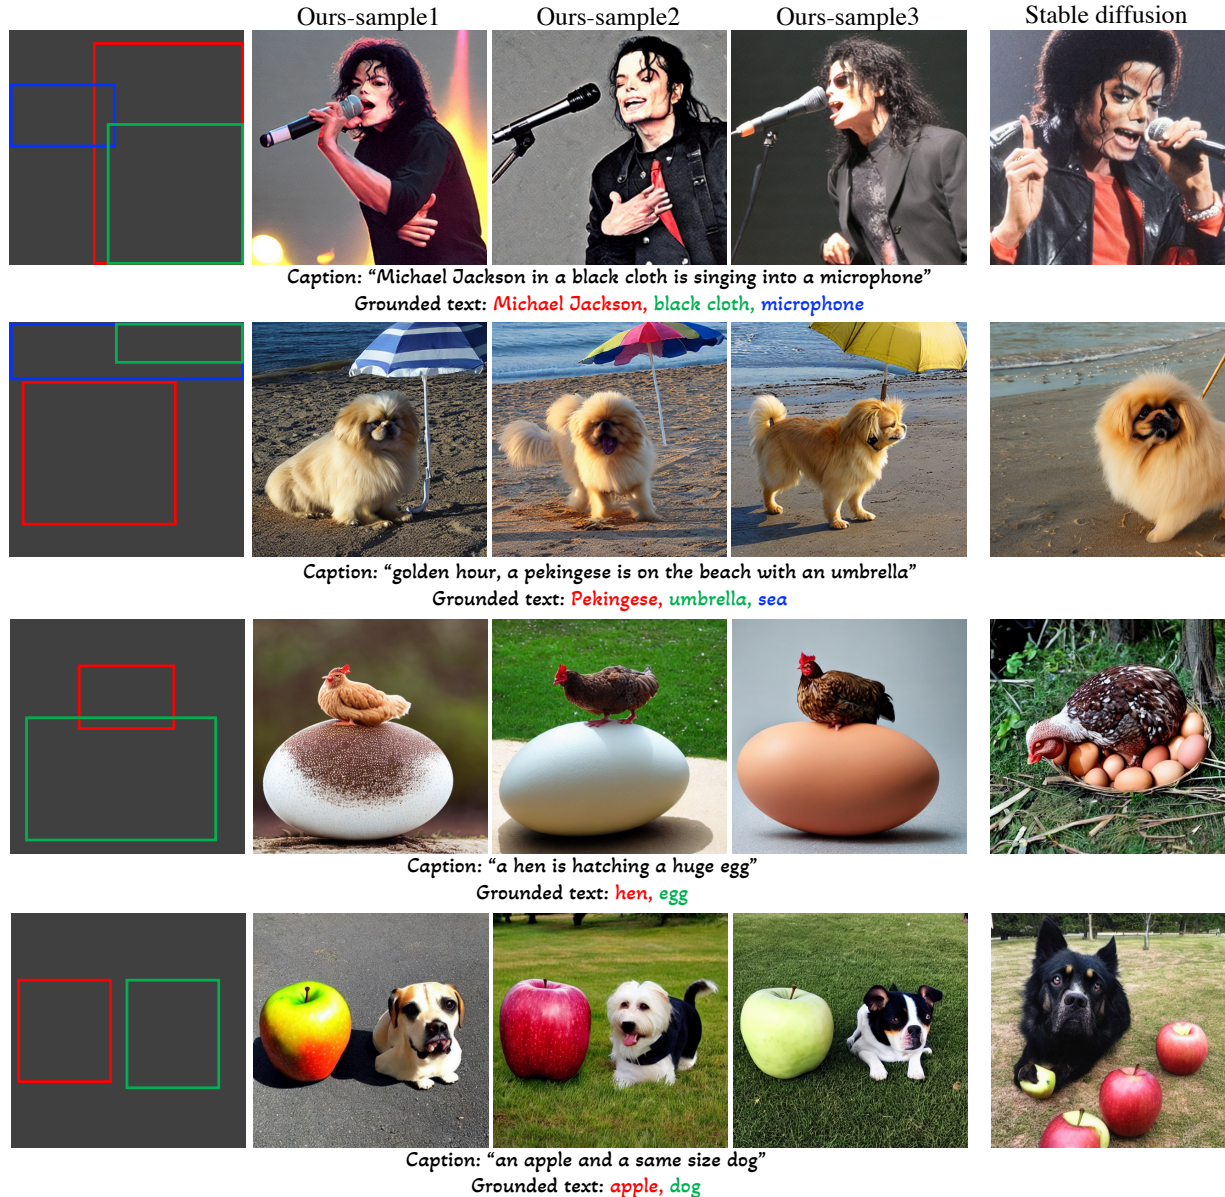 Ours-sample1 Ours-sample2 Ours-sample3 Stable diffusion
Caption: “Michael Jackson in a black cloth is singing into a microphone”
Grounded text: Michael Jackson, black cloth, microphone
Caption: “golden hour, a pekingese is on the beach with an umbrella”
Grounded text: Pekingese, umbrella, sea
Caption: “a hen is hatching a huge egg”
Grounded text: hen, egg
Caption: “an apple and a same size dog”
Grounded text: apple, dog